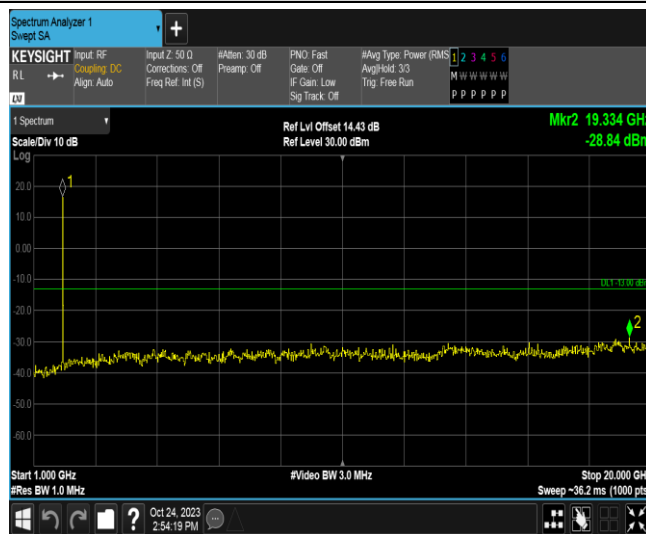 Spectrum Analyzer 1
Swept SA
+
KEYSIGHT Input: RF Input Z: 50 Ω #Atten: 30 dB PNO: Fast #Avg Type: Power (RMS 1 2 3 4 5 6
RL Coupling: DC Corrections: Off Preamp: Off Gate: Off Avg|Hold: 3/3 M W W W W W
Align: Auto Freq Ref: Int (S) IF Gain: Low Trig: Free Run
Sig Track: Off P P P P P P
LXI
1 Spectrum Ref Lvl Offset 14.43 dB Mkr2 19.334 GHz
Scale/Div 10 dB Ref Level 30.00 dBm -28.84 dBm
Log
1
20.0
10.0
0.00
-10.0
DL1 -13.00 dBm
-20.0
2
-30.0
-40.0
-50.0
-60.0
Start 1.000 GHz #Video BW 3.0 MHz Stop 20.000 GHz
#Res BW 1.0 MHz Sweep ~36.2 ms (1000 pts
? Oct 24, 2023
2:54:19 PM